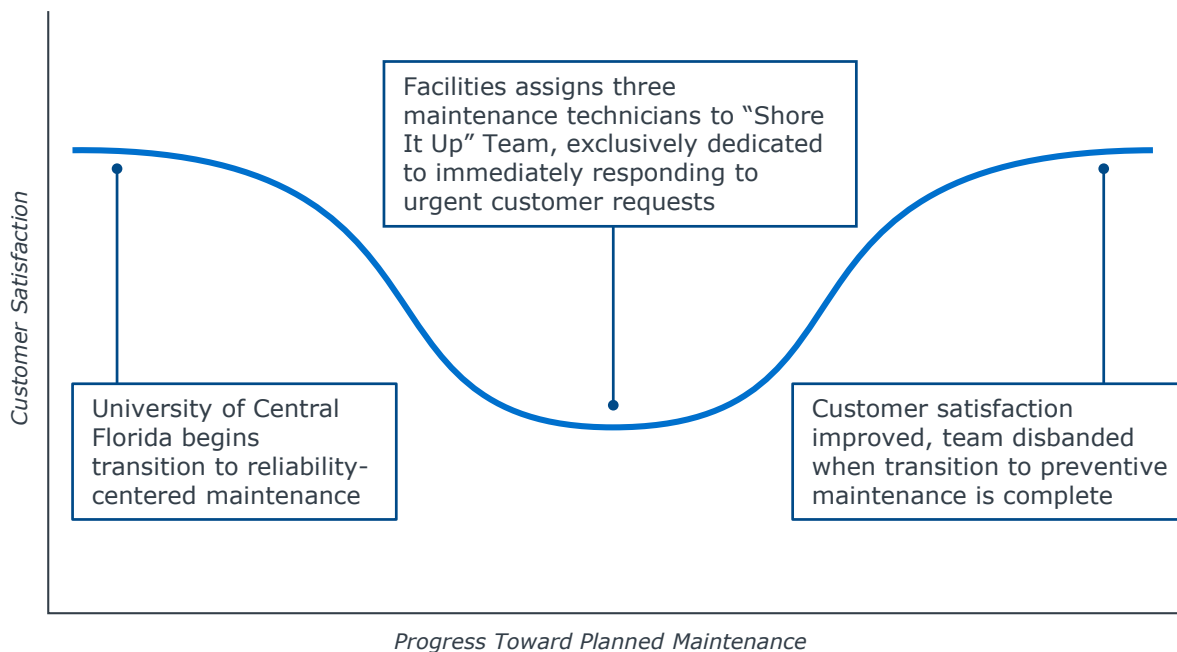 Facilities assigns three
maintenance technicians to “Shore
It Up” Team, exclusively dedicated
to immediately responding to
urgent customer requests
Customer Satisfaction
University of Central
Florida begins
transition to reliability-
centered maintenance
Customer satisfaction
improved, team disbanded
when transition to preventive
maintenance is complete
Progress Toward Planned Maintenance